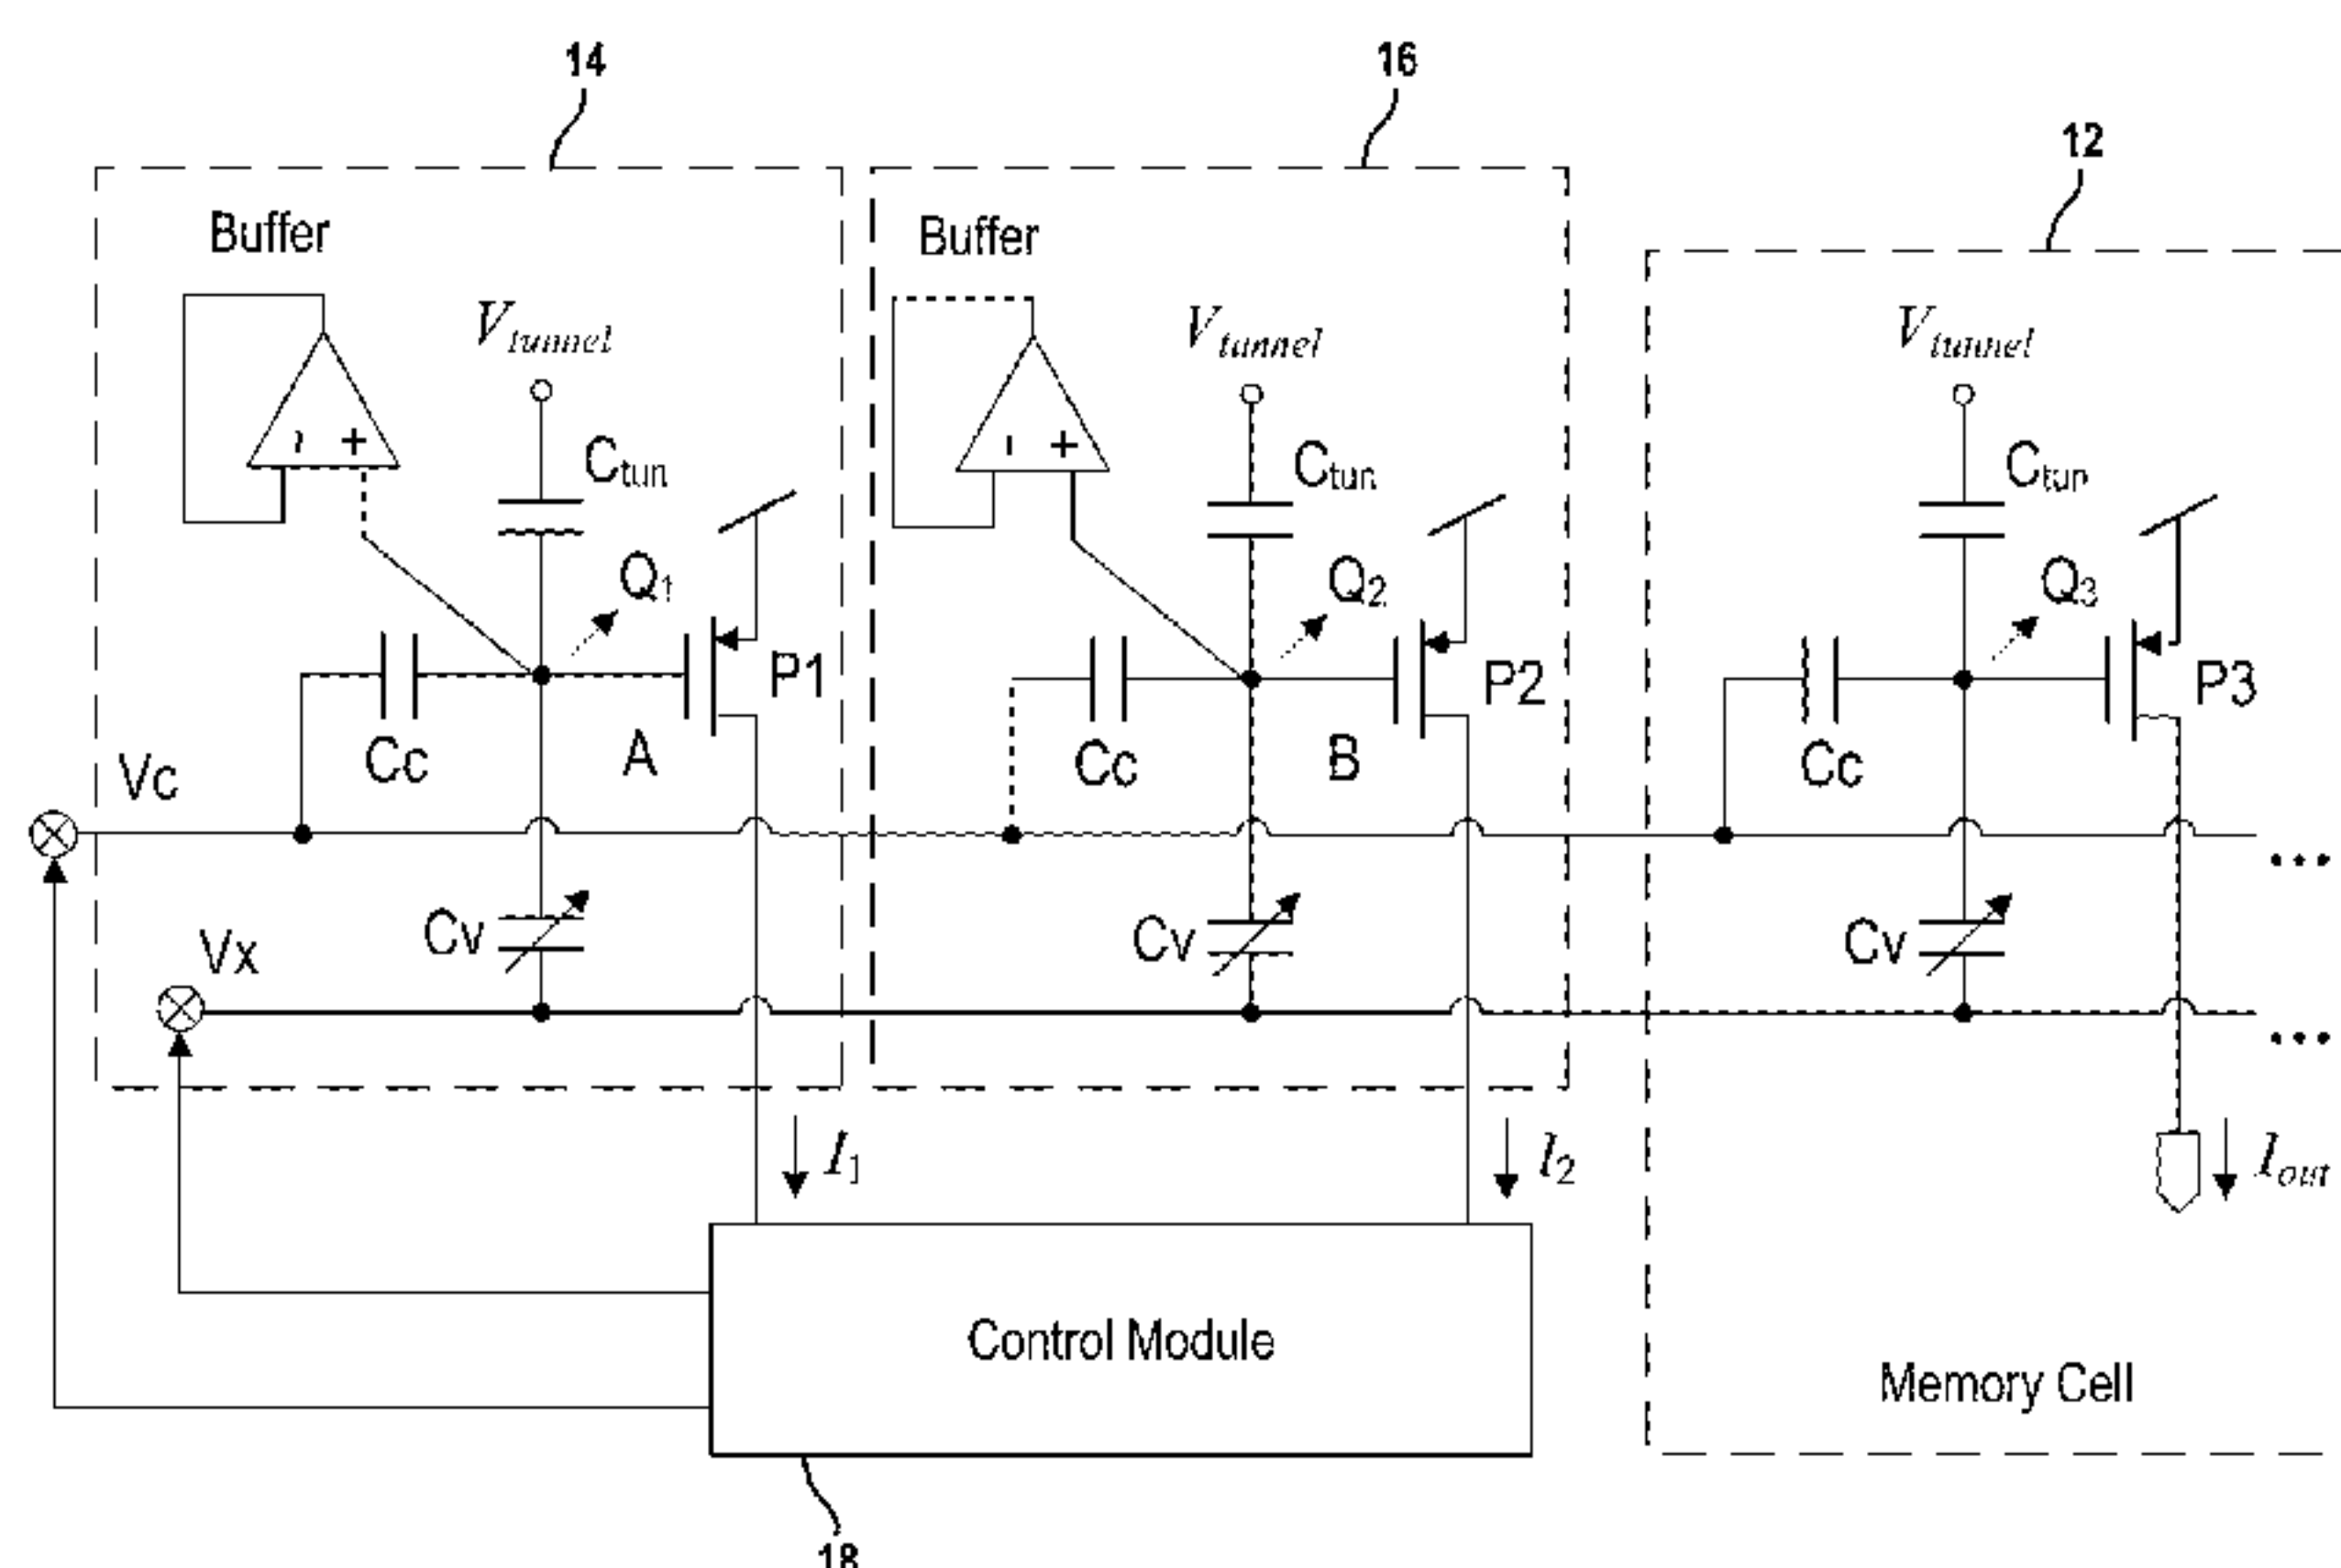 14
16
12
Buffer
Buffer
Vtunnel
Vtunnel
Vtunnel
- +
- +
Ctun
Ctun
Ctun
Q1
Q2
Q3
P1
P2
P3
Cc
A
Cc
B
Cc
Vc
...
Cv
Cv
Cv
Vx
...
I1
I2
Iout
Control Module
Memory Cell
18